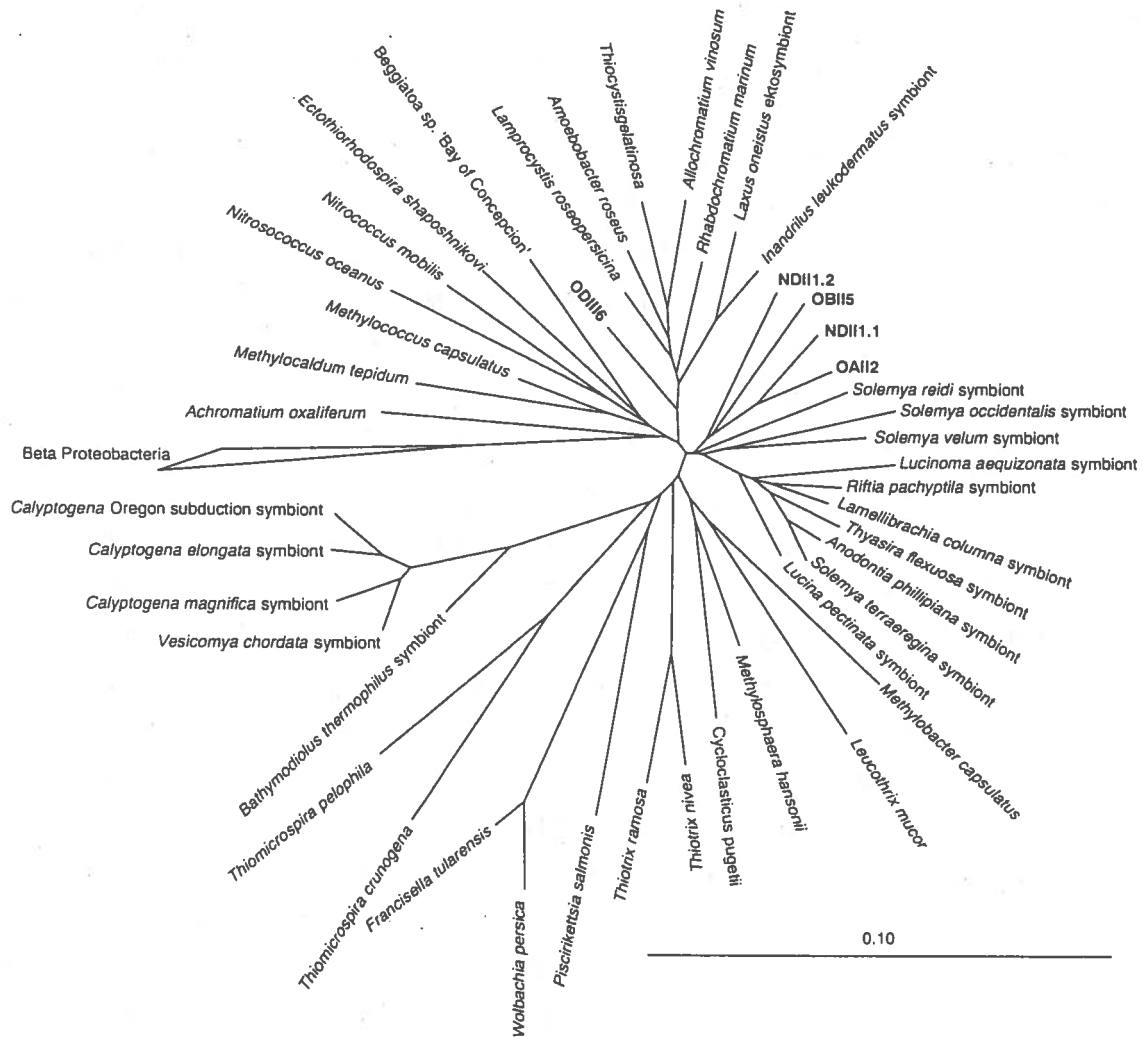 Beggiatoa sp. 'Bay of Concepcion'
Ectothiorhodospira shaposhnikovi
Nitrococcus mobilis
Nitrosococcus oceanus
Methylococcus capsulatus
Methylocaldum tepidum
Achromatium oxaliferum
Beta Proteobacteria
Lamprocystis roseopersicina
ODIII6
Amoebobacter roseus
Thiocystisgelatinosa
Allochromatium vinosum
Rhabdochromatium marinum
Laxus oneistus ektosymbiont
Inandrilus leukodermatus symbiont
NDII1.2
OBII5
NDII1.1
OAII2
Solemya reidi symbiont
Solemya occidentalis symbiont
Solemya velum symbiont
Lucinoma aequizonata symbiont
Riftia pachyptila symbiont
Lamellibrachia columna symbiont
Thyasira flexuosa symbiont
Anodontia phillipiana symbiont
Solemya terraeregina symbiont
Lucina pectinata symbiont
Methylobacter capsulatus
Leucothrix mucor
Methylosphaera hansonii
Cycloclasticus pugetii
Thiotrix nivea
Thiotrix ramosa
Piscirikettsia salmonis
Wolbachia persica
Francisella tularensis
Thiomicrospira crunogena
Thiomicrospira pelophila
Bathymodiolus thermophilus symbiont
Calyptogena Oregon subduction symbiont
Calyptogena elongata symbiont
Calyptogena magnifica symbiont
Vesicomya chordata symbiont
0.10